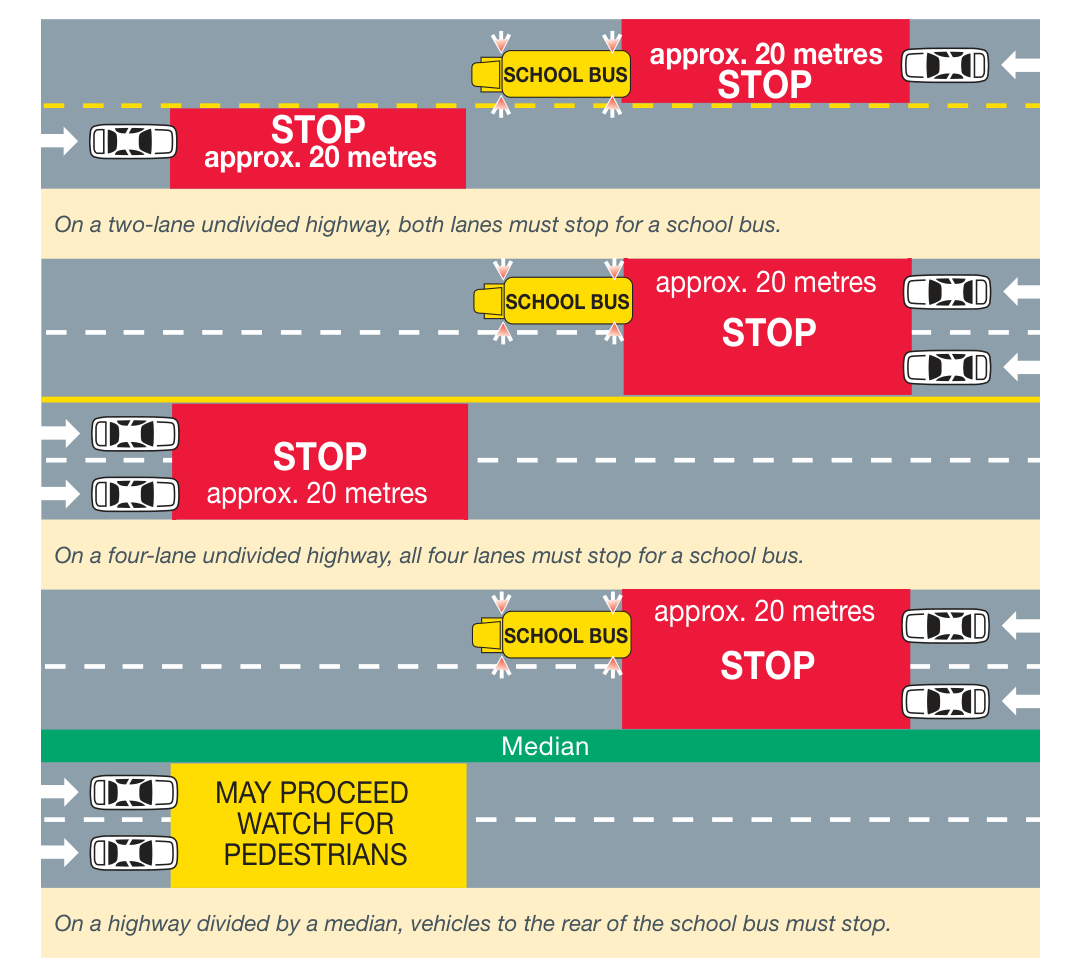 SCHOOL BUS
approx. 20 metres
STOP
STOP
approx. 20 metres
On a two-lane undivided highway, both lanes must stop for a school bus.
SCHOOL BUS
approx. 20 metres
STOP
STOP
approx. 20 metres
On a four-lane undivided highway, all four lanes must stop for a school bus.
SCHOOL BUS
approx. 20 metres
STOP
Median
MAY PROCEED
WATCH FOR
PEDESTRIANS
On a highway divided by a median, vehicles to the rear of the school bus must stop.